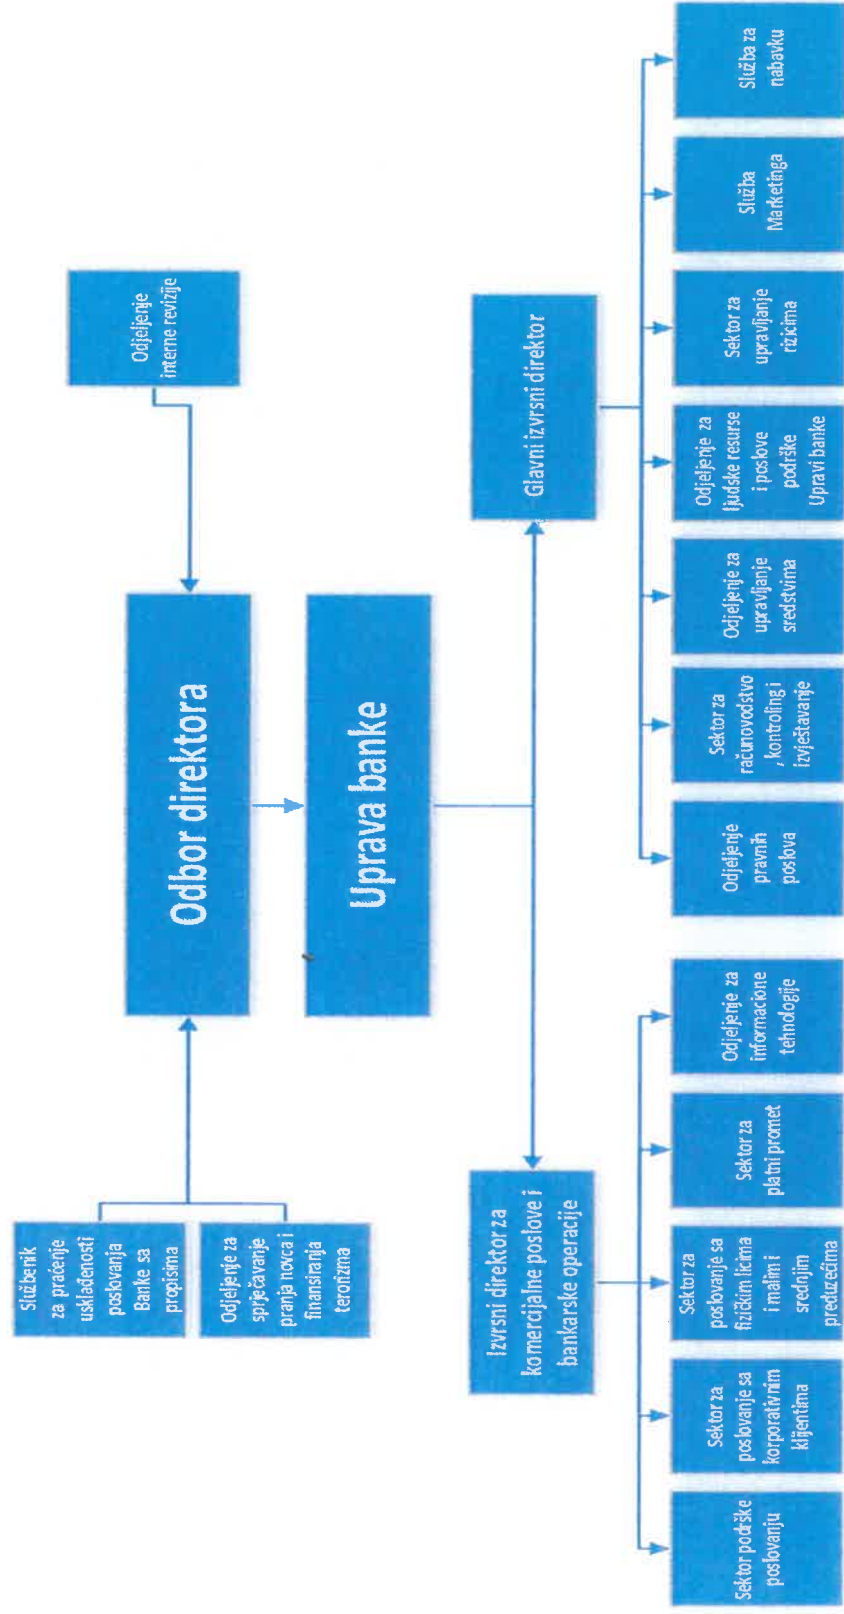 Službenik
za praćenje
usklađenosti
poslovanja
Banke sa
propisima
Odjeljenje za
sprječavanje
pranja novca i
finansiranja
terorizma
Odbor direktora
Odjeljenje
interne revizije
Uprava banke
Izvrsni direktor za
komercijalne poslove i
bankarske operacije
Glavni izvrsni direktor
Sektor podrške
poslovanju
Sektor za
poslovanje sa
korporativnim
klijentima
Sektor za
poslovanje sa
fizičkim licima
i malim i
srednjim
preduzećima
Sektor za
platni promet
Odjeljenje za
informacione
tehnologije
Odjeljenje
pravnih
poslova
Sektor za
računovodstvo
, kontroling i
izvještavanje
Odjeljenje za
upravljanje
sredstvima
Odjeljenje za
ljudske resurse
i poslove
podrške
Upravi banke
Sektor za
upravljanje
rizicima
Služba
Marketinga
Služba za
nabavku